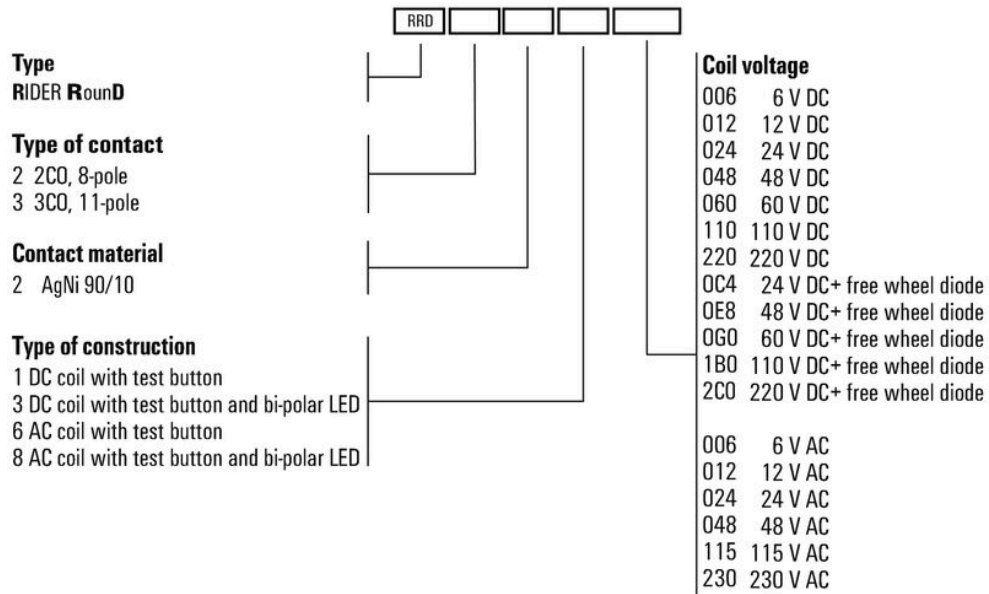 RRD
Type
RIDER RounD
Type of contact
2 2CO, 8-pole
3 3CO, 11-pole
Contact material
2 AgNi 90/10
Type of construction
1 DC coil with test button
3 DC coil with test button and bi-polar LED
6 AC coil with test button
8 AC coil with test button and bi-polar LED
Coil voltage
006 6 V DC
012 12 V DC
024 24 V DC
048 48 V DC
060 60 V DC
110 110 V DC
220 220 V DC
0C4 24 V DC+ free wheel diode
0E8 48 V DC+ free wheel diode
0G0 60 V DC+ free wheel diode
1B0 110 V DC+ free wheel diode
2C0 220 V DC+ free wheel diode
006 6 V AC
012 12 V AC
024 24 V AC
048 48 V AC
115 115 V AC
230 230 V AC